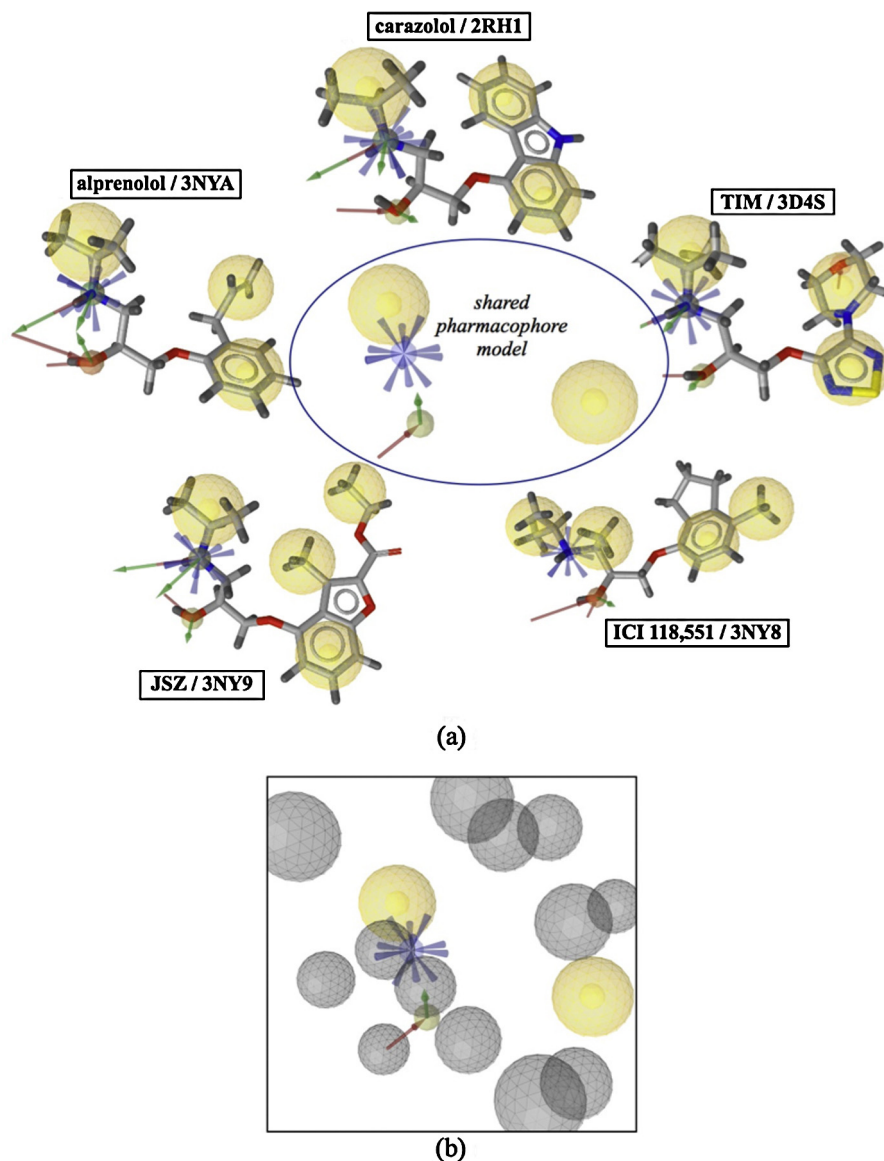 carazolol / 2RH1
alprenolol / 3NYA
TIM / 3D4S
shared
pharmacophore
model
JSZ / 3NY9
ICI 118,551 / 3NY8
(a)
(b)